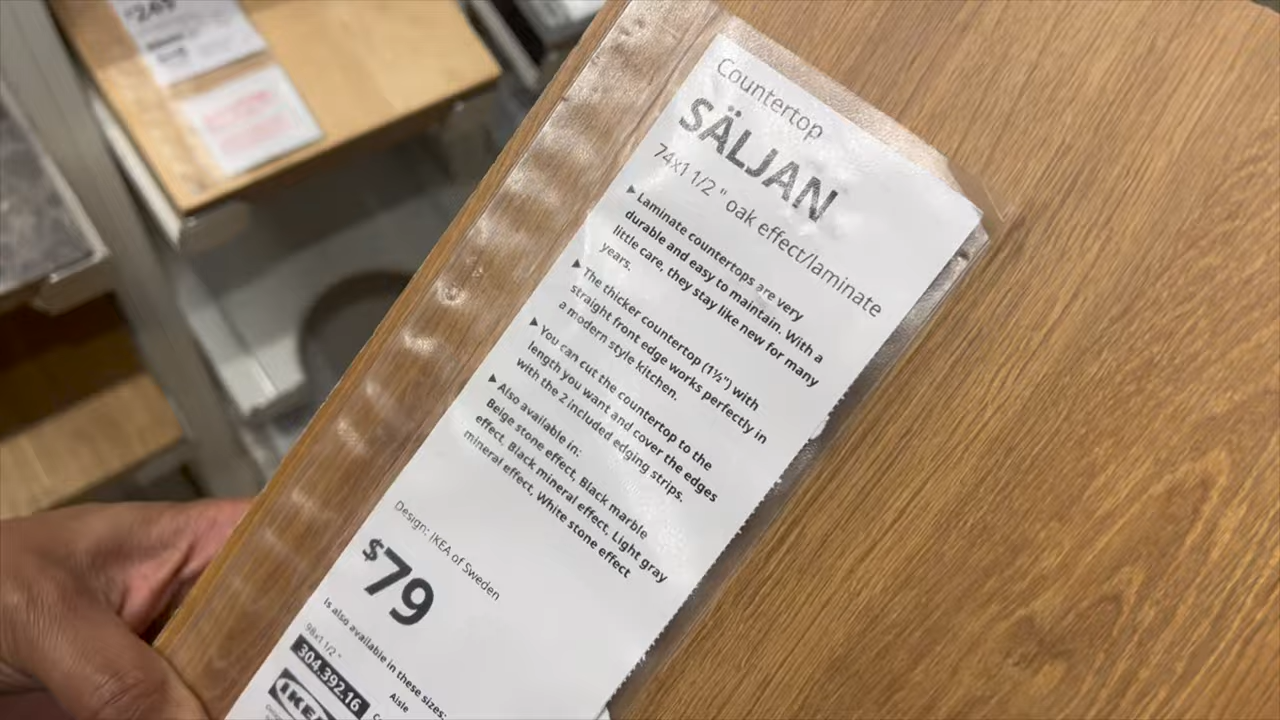 Countertop
SÄLJAN
74x1 1/2 " oak effect/laminate
▶ Laminate countertops are very
durable and easy to maintain. With a
little care, they stay like new for many
years.
▶ The thicker countertop (1½") with
straight front edge works perfectly in
a modern style kitchen.
▶ You can cut the countertop to the
length you want and cover the edges
with the 2 included edging strips.
▶ Also available in:
Beige stone effect, Black marble
effect, Black mineral effect, Light gray
mineral effect, White stone effect
Design: IKEA of Sweden
$79
Is also available in these sizes:
98x1 1/2 "
304.392.16
Aisle
IKEA
$249